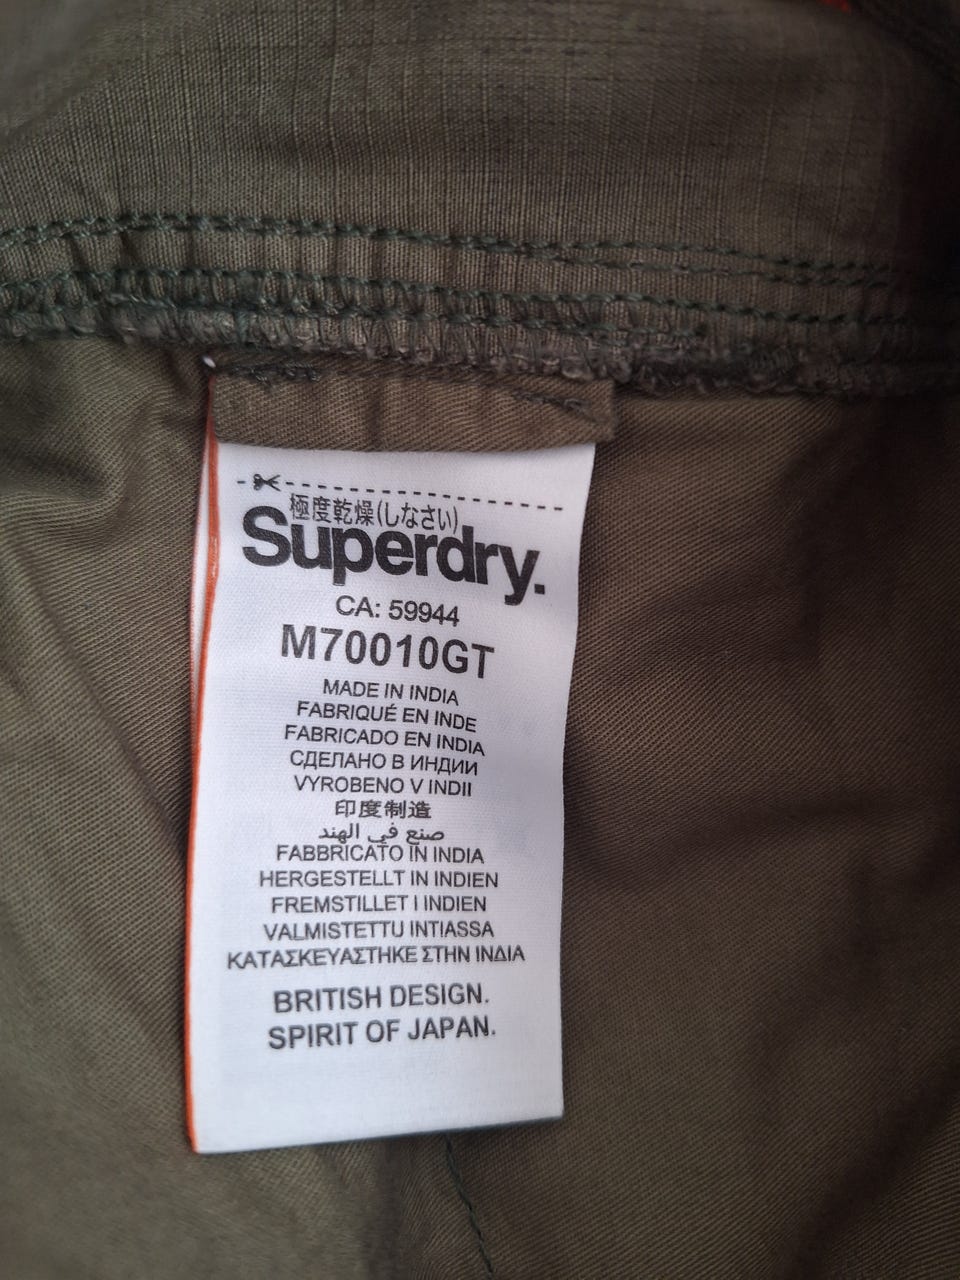 極度乾燥(しなさい)
Superdry.
CA: 59944
M70010GT
MADE IN INDIA
FABRIQUÉ EN INDE
FABRICADO EN INDIA
СДЕЛАНО В ИНДИИ
VYROBENO V INDII
印度制造
صنع في الهند
FABBRICATO IN INDIA
HERGESTELLT IN INDIEN
FREMSTILLET I INDIEN
VALMISTETTU INTIASSA
ΚΑΤΑΣΚΕΥΑΣΤΗΚΕ ΣΤΗΝ ΙΝΔΙΑ
BRITISH DESIGN.
SPIRIT OF JAPAN.